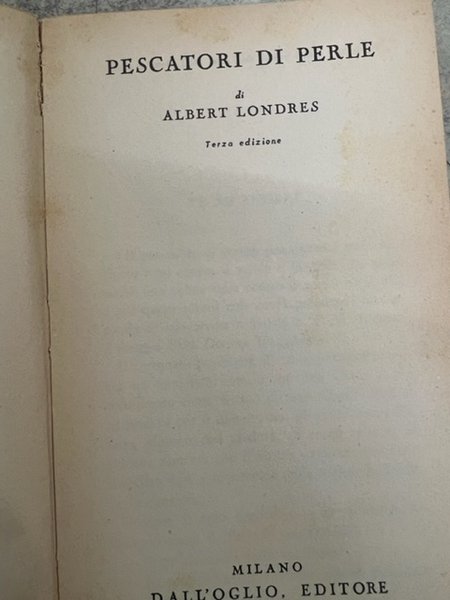 PESCATORI DI PERLE
di
ALBERT LONDRES
Terza edizione
MILANO
DALL'OGLIO, EDITORE